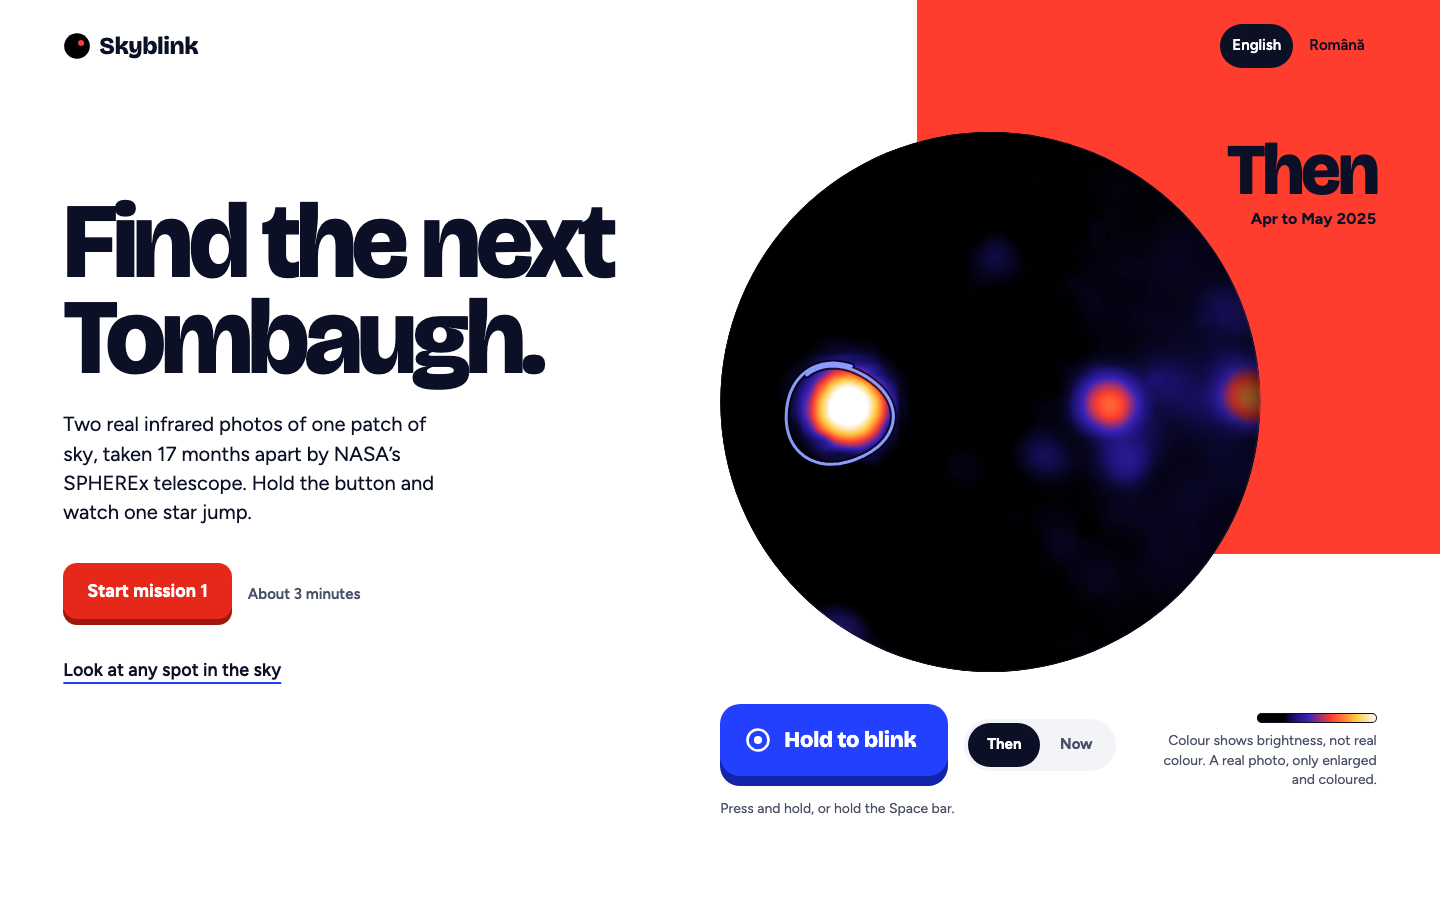 Skyblink
English
Română
Then
Apr to May 2025
Find the next
Tombaugh.
Two real infrared photos of one patch of
sky, taken 17 months apart by NASA’s
SPHEREx telescope. Hold the button and
watch one star jump.
Start mission 1
About 3 minutes
Look at any spot in the sky
Hold to blink
Then
Now
Press and hold, or hold the Space bar.
Colour shows brightness, not real
colour. A real photo, only enlarged
and coloured.